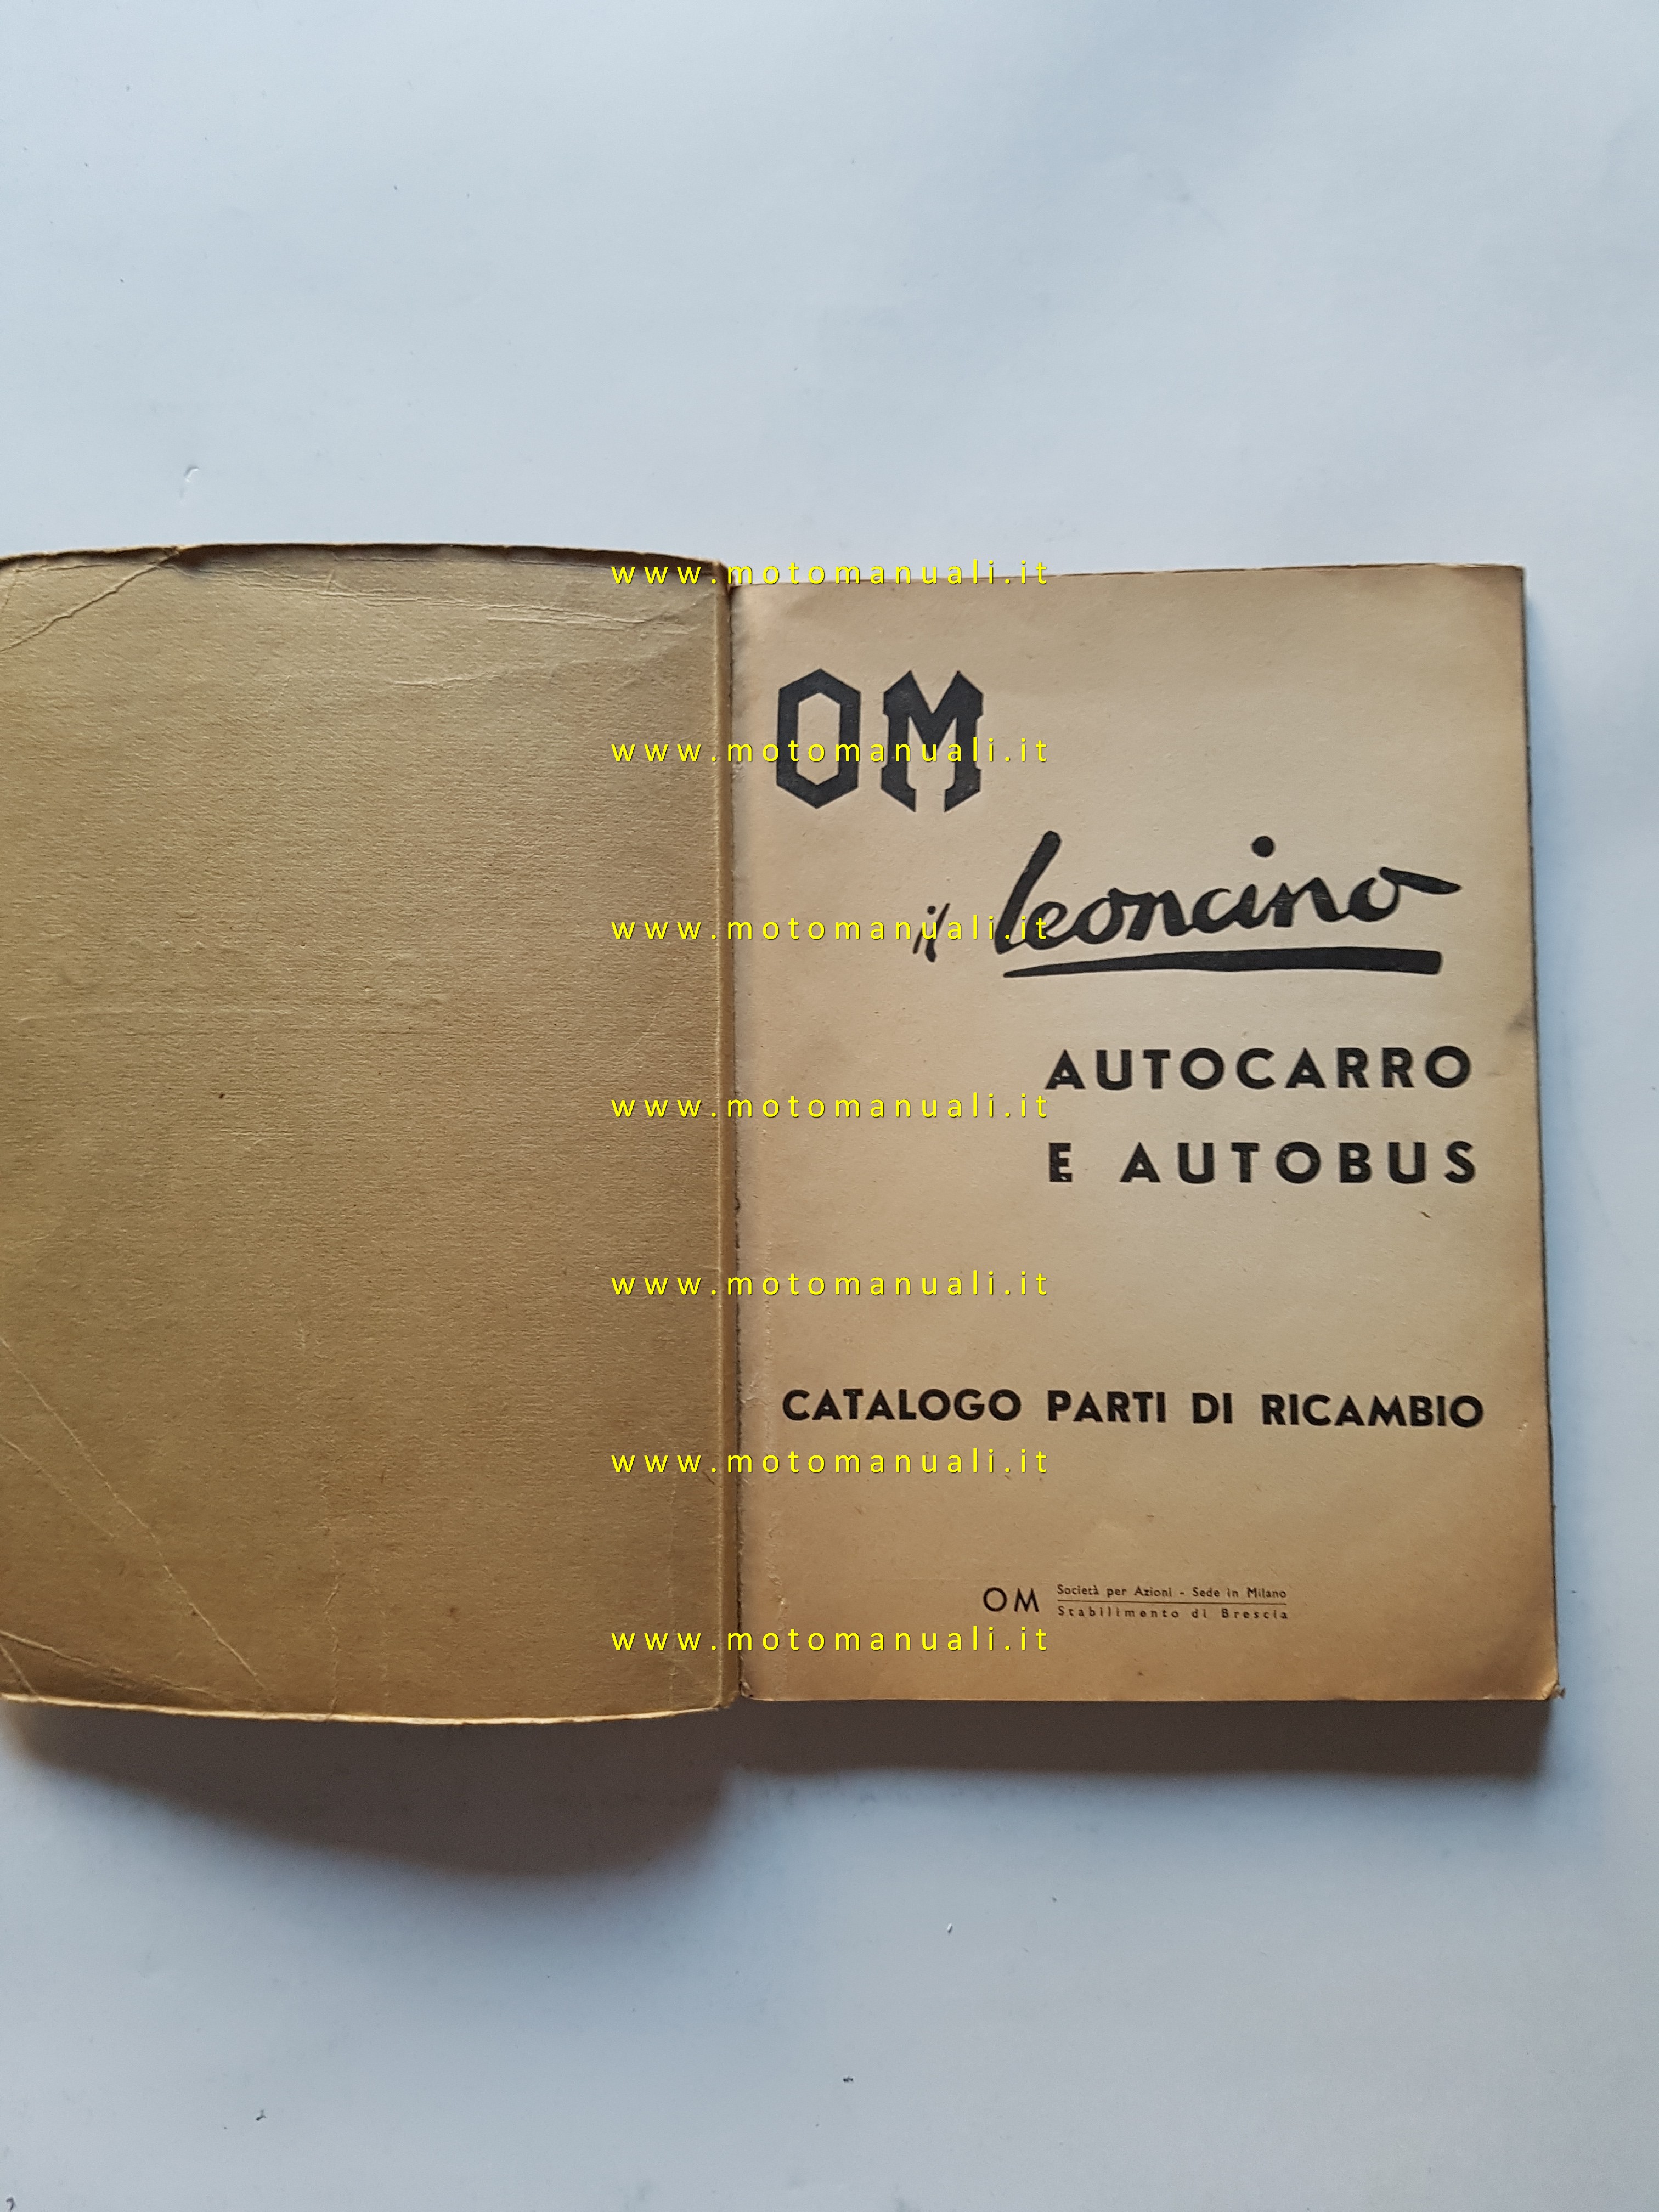 www.motomanuali.it
OM
www.motomanuali.it
il leoncino
www.motomanuali.it
AUTOCARRO
www.motomanuali.it
E AUTOBUS
www.motomanuali.it
CATALOGO PARTI DI RICAMBIO
www.motomanuali.it
OM Società per Azioni - Sede in Milano
Stabilimento di Brescia
www.motomanuali.it